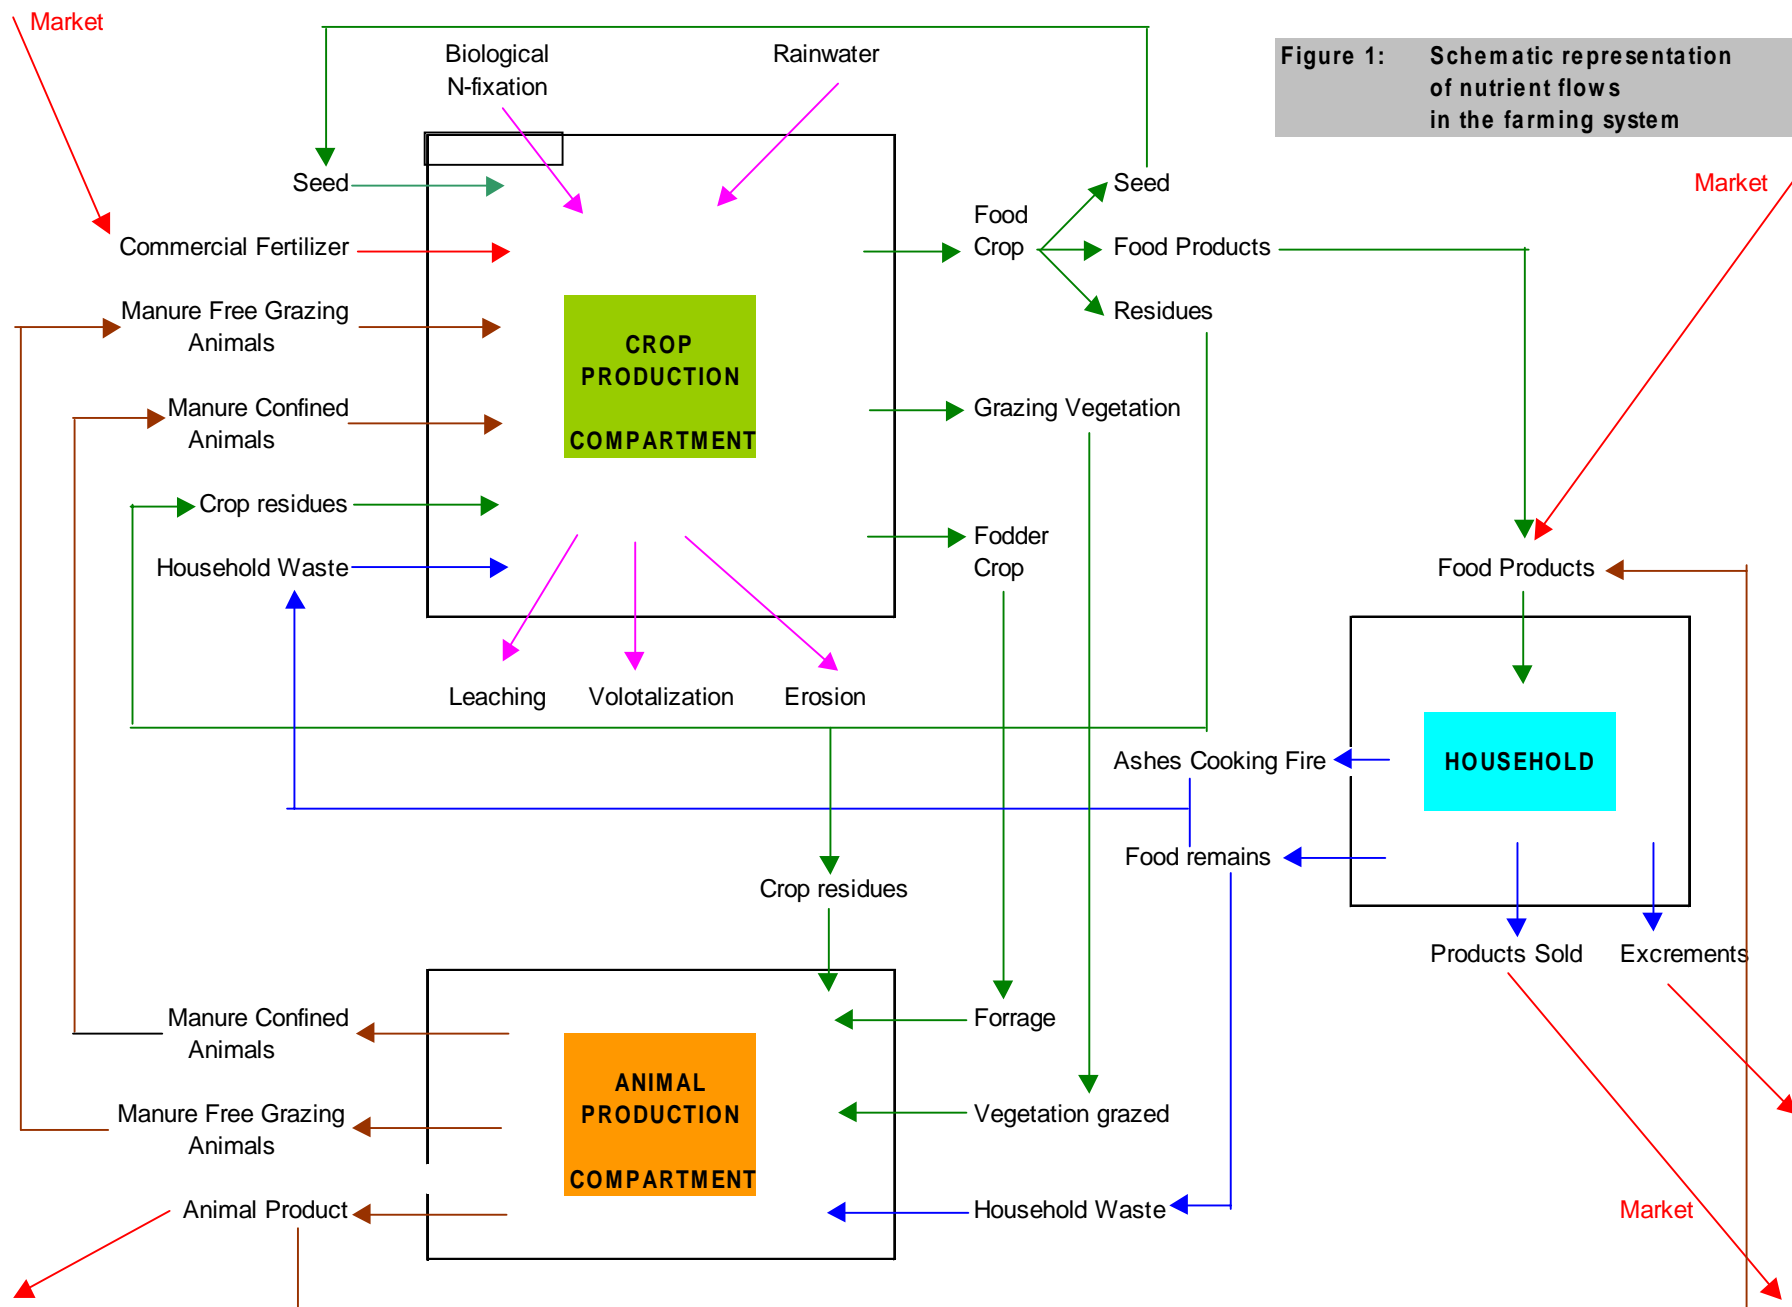 Market
Biological
N-fixation
Rainwater
Figure 1: Schematic representation
of nutrient flows
in the farming system
Seed
Seed
Market
Commercial Fertilizer
Food
Crop
Food Products
Manure Free Grazing
Animals
Residues
CROP
PRODUCTION
COMPARTMENT
Manure Confined
Animals
Grazing Vegetation
Crop residues
Fodder
Crop
Household Waste
Food Products
Leaching
Volotalization
Erosion
Ashes Cooking Fire
HOUSEHOLD
Food remains
Crop residues
Products Sold
Excrements
Manure Confined
Animals
Forrage
ANIMAL
PRODUCTION
COMPARTMENT
Manure Free Grazing
Animals
Vegetation grazed
Animal Product
Household Waste
Market